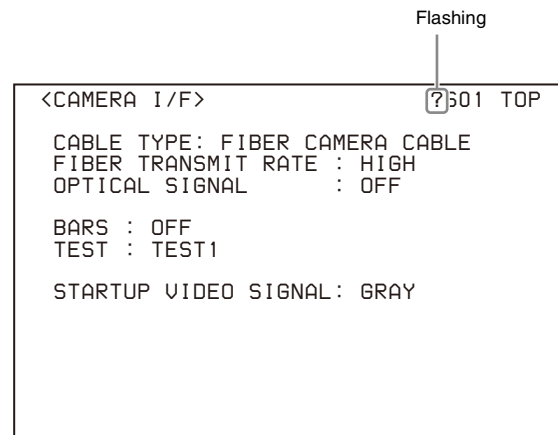 Flashing
<CAMERA I/F> ?S01 TOP
CABLE TYPE: FIBER CAMERA CABLE
FIBER TRANSMIT RATE : HIGH
OPTICAL SIGNAL : OFF
BARS : OFF
TEST : TEST1
STARTUP VIDEO SIGNAL: GRAY